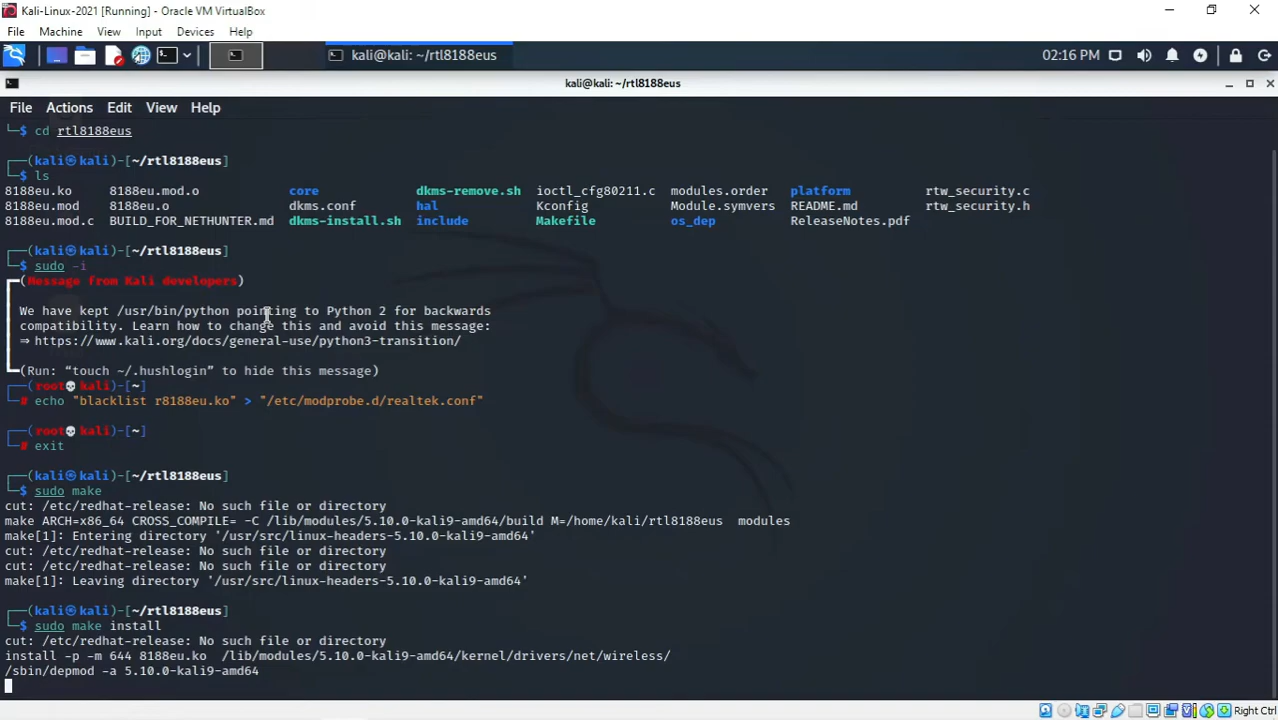 Kali-Linux-2021 [Running] - Oracle VM VirtualBox
File Machine View Input Devices Help
kali@kali: ~/rtl8188eus
02:16 PM
kali@kali: ~/rtl8188eus
File Actions Edit View Help
└─$ cd rtl8188eus
┌──(kali㉿kali)-[~/rtl8188eus]
└─$ ls
8188eu.ko 8188eu.mod.o core dkms-remove.sh ioctl_cfg80211.c modules.order platform rtw_security.c
8188eu.mod 8188eu.o dkms.conf hal Kconfig Module.symvers README.md rtw_security.h
8188eu.mod.c BUILD_FOR_NETHUNTER.md dkms-install.sh include Makefile os_dep ReleaseNotes.pdf
┌──(kali㉿kali)-[~/rtl8188eus]
└─$ sudo -i
┏━(Message from Kali developers)
┃ We have kept /usr/bin/python pointing to Python 2 for backwards
┃ compatibility. Learn how to change this and avoid this message:
┃ ⇒ https://www.kali.org/docs/general-use/python3-transition/
┗━(Run: “touch ~/.hushlogin” to hide this message)
┌──(root💀kali)-[~]
└─# echo "blacklist r8188eu.ko" > "/etc/modprobe.d/realtek.conf"
┌──(root💀kali)-[~]
└─# exit
┌──(kali㉿kali)-[~/rtl8188eus]
└─$ sudo make
cut: /etc/redhat-release: No such file or directory
make ARCH=x86_64 CROSS_COMPILE= -C /lib/modules/5.10.0-kali9-amd64/build M=/home/kali/rtl8188eus modules
make[1]: Entering directory '/usr/src/linux-headers-5.10.0-kali9-amd64'
cut: /etc/redhat-release: No such file or directory
cut: /etc/redhat-release: No such file or directory
make[1]: Leaving directory '/usr/src/linux-headers-5.10.0-kali9-amd64'
┌──(kali㉿kali)-[~/rtl8188eus]
└─$ sudo make install
cut: /etc/redhat-release: No such file or directory
install -p -m 644 8188eu.ko /lib/modules/5.10.0-kali9-amd64/kernel/drivers/net/wireless/
/sbin/depmod -a 5.10.0-kali9-amd64
Right Ctrl